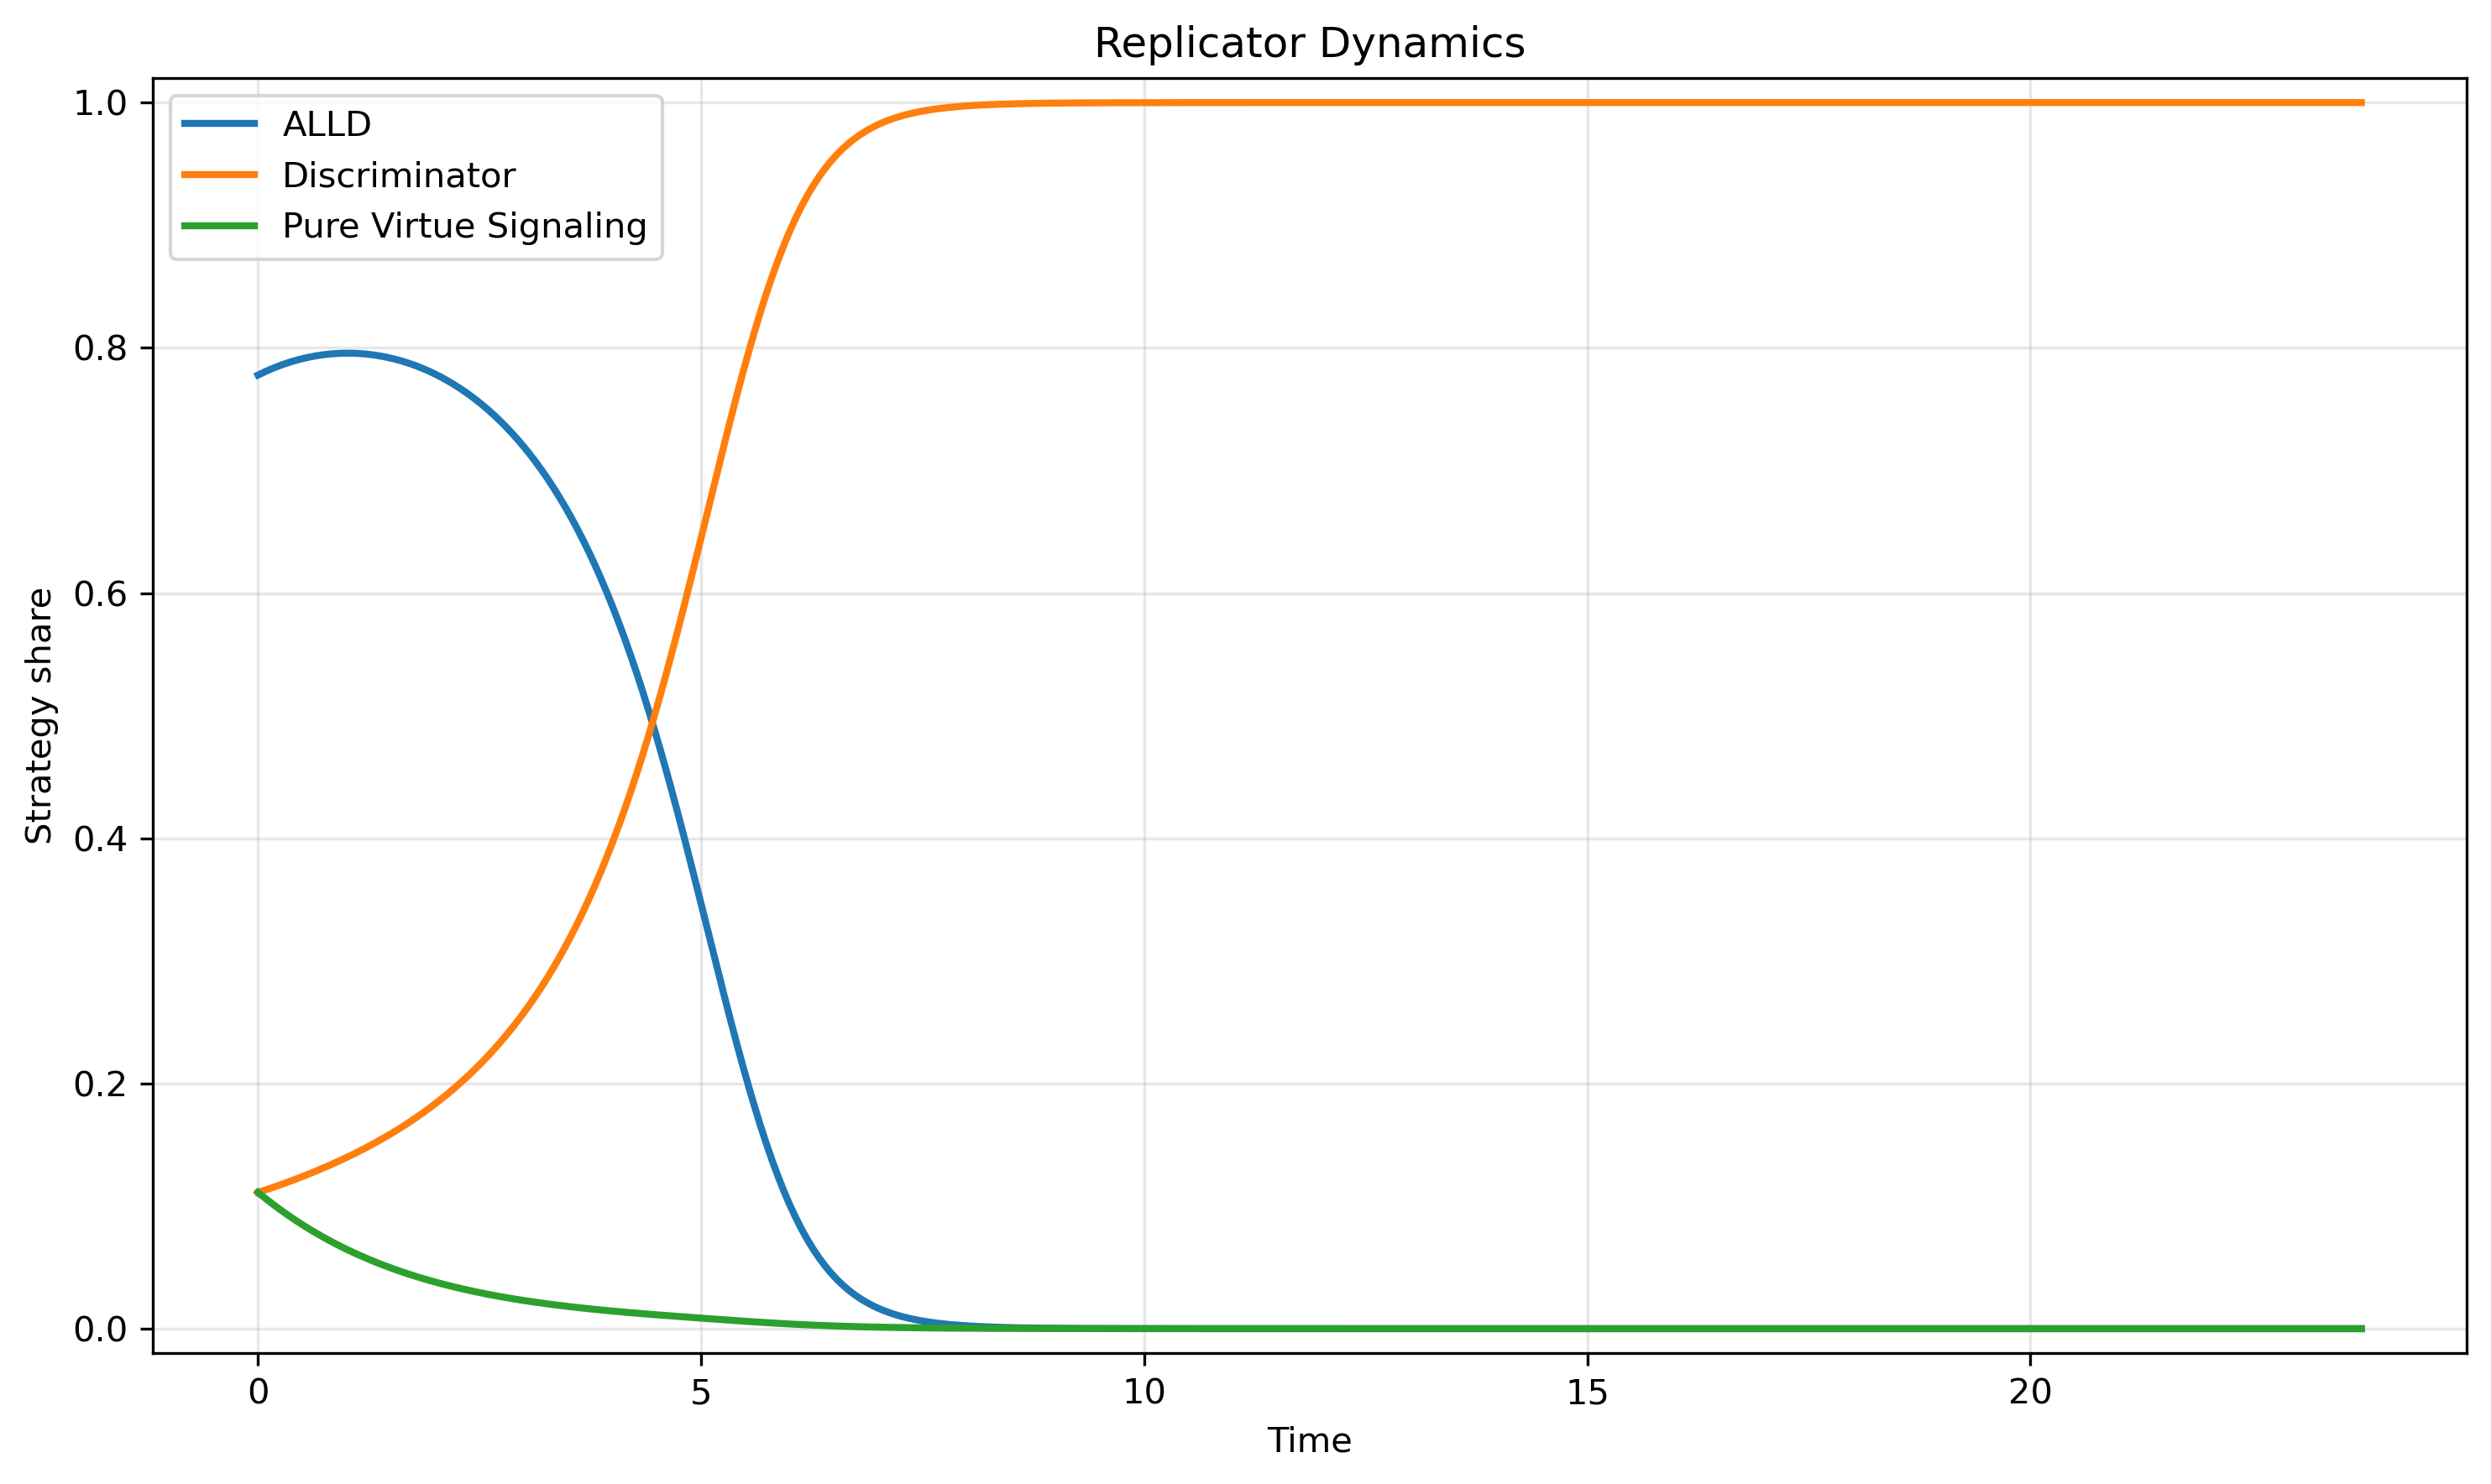 Replicator Dynamics
ALLD
Discriminator
Pure Virtue Signaling
Strategy share
1.0
0.8
0.6
0.4
0.2
0.0
0 5 10 15 20
Time